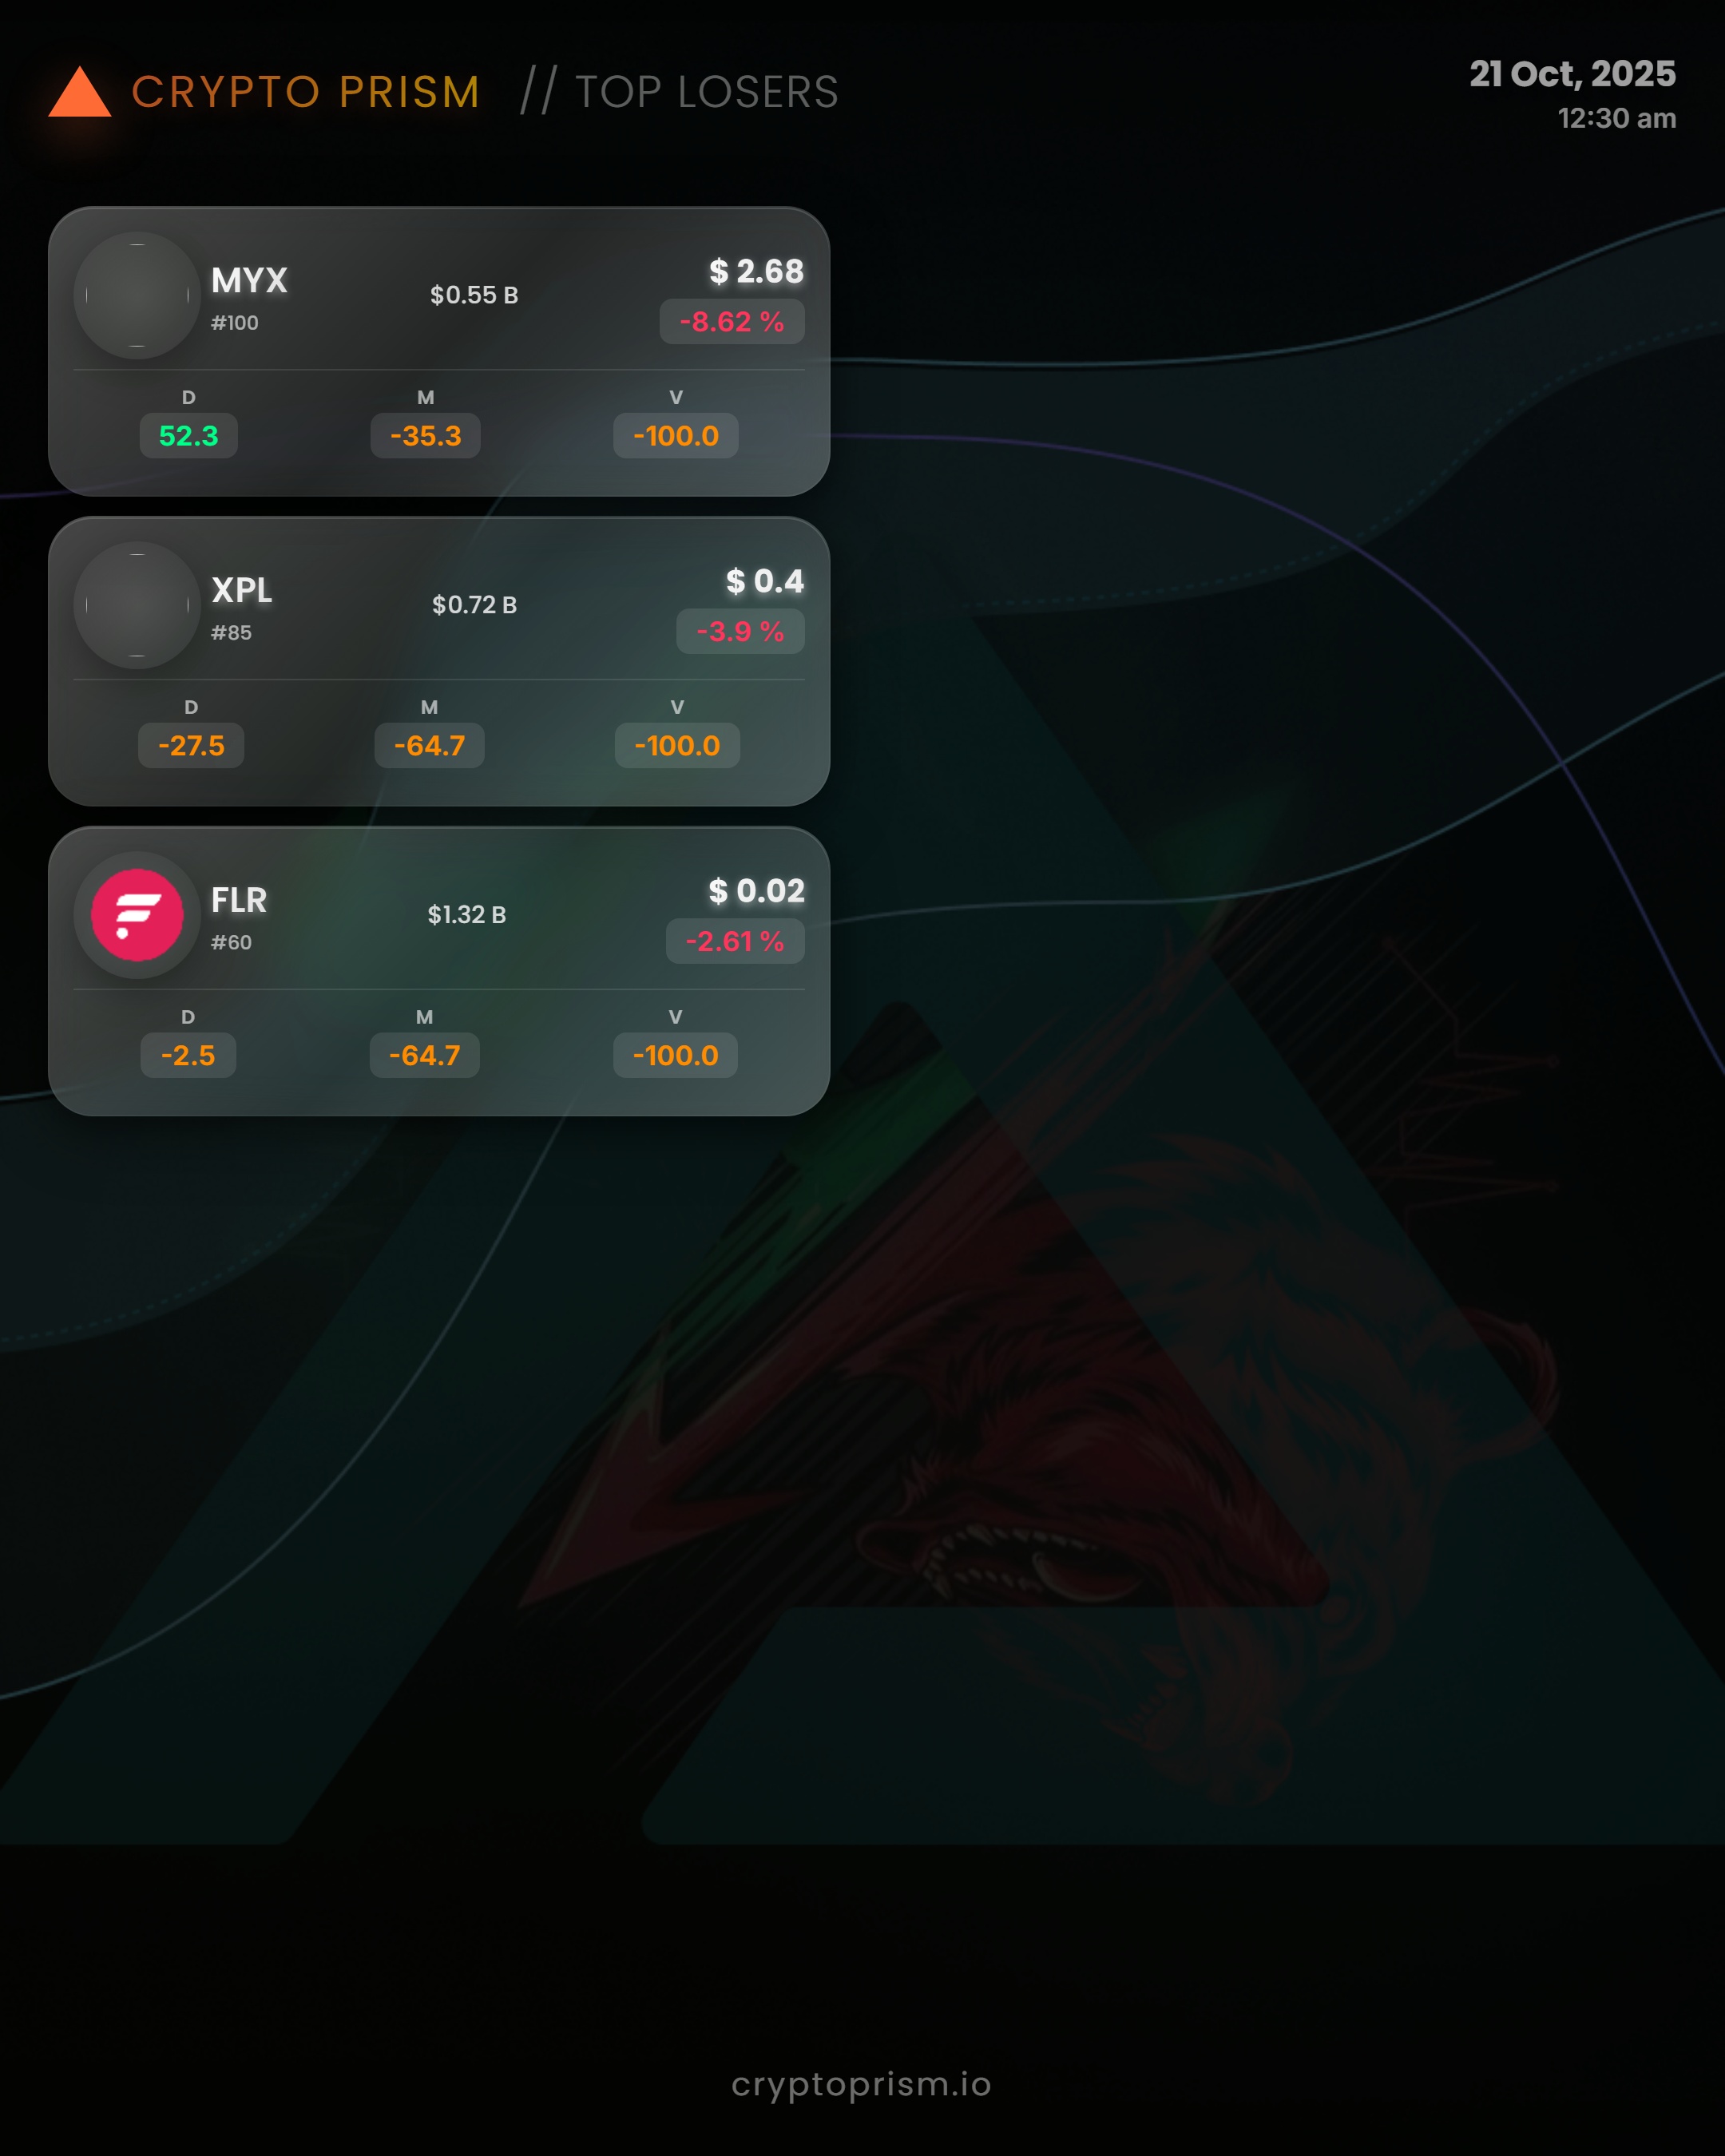 CRYPTO PRISM // TOP LOSERS
21 Oct, 2025
12:30 am
MYX
#100
$0.55 B
$ 2.68
-8.62 %
D M V
52.3 -35.3 -100.0
XPL
#85
$0.72 B
$ 0.4
-3.9 %
D M V
-27.5 -64.7 -100.0
FLR
#60
$1.32 B
$ 0.02
-2.61 %
D M V
-2.5 -64.7 -100.0
cryptoprism.io